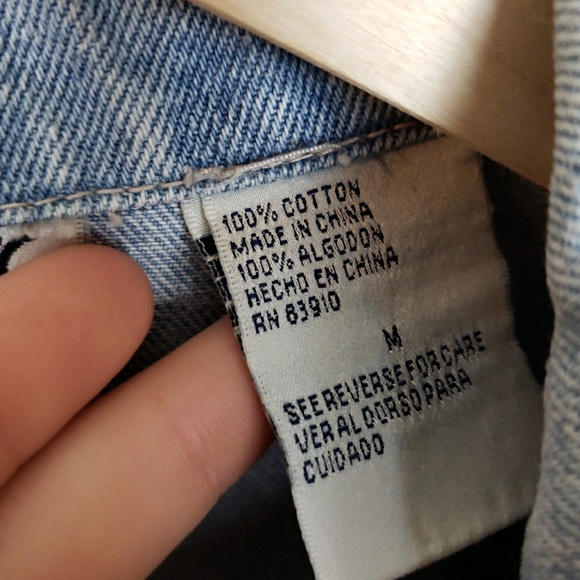 100% COTTON
MADE IN CHINA
100% ALGODON
HECHO EN CHINA
RN 83910
M
SEE REVERSE FOR CARE
VER AL DORSO PARA
CUIDADO